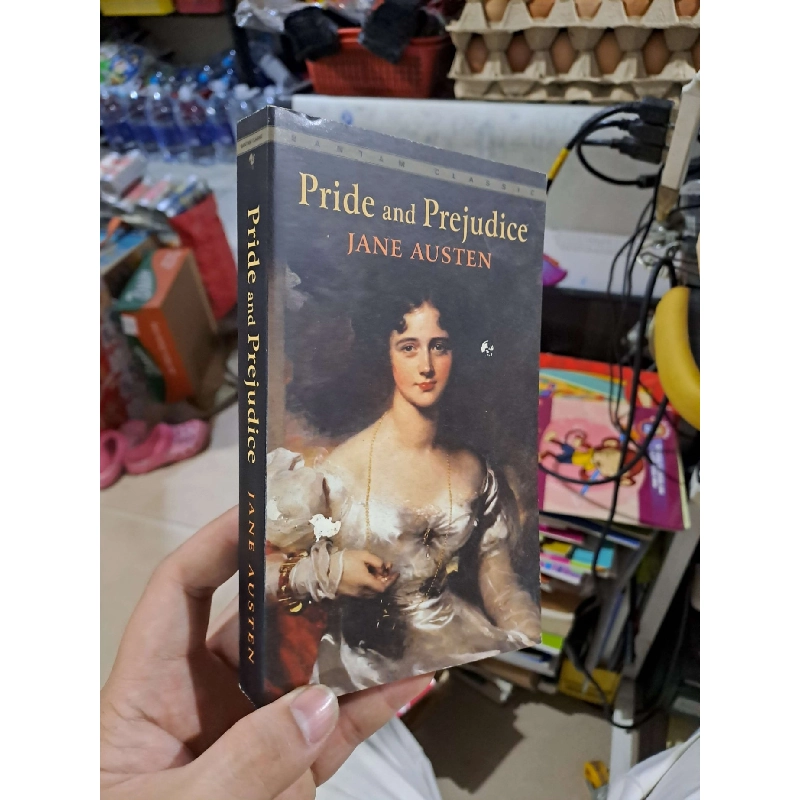 BANTAM CLASSIC
Pride and Prejudice
JANE AUSTEN
Pride and Prejudice JANE AUSTEN